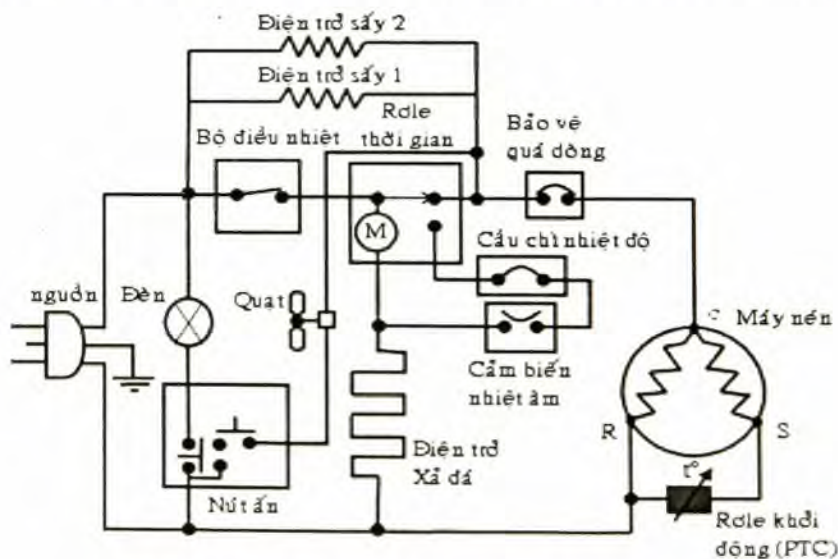 Điện trở sấy 2
Điện trở sấy 1
Rơle
thời gian
Bộ điều nhiệt
Bảo vệ
quá dòng
M
Cầu chì nhiệt độ
nguồn
Đèn
Quạt
C
Máy nén
Cảm biến
nhiệt âm
R
S
Điện trở
Xả đá
t°
Nút ấn
Rơle khởi
động (PTC)